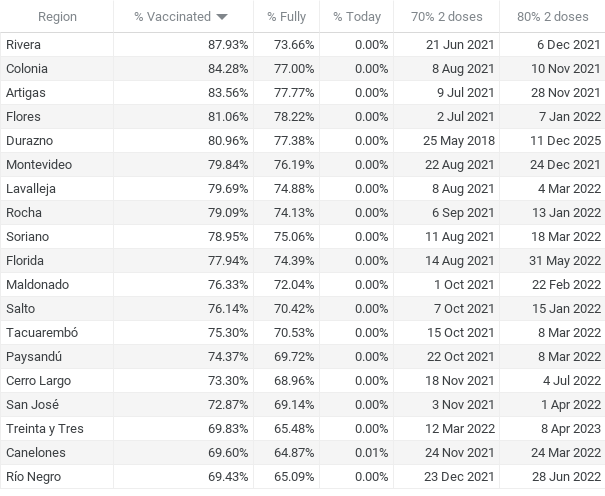 Region % Vaccinated % Fully % Today 70% 2 doses 80% 2 doses
Rivera 87.93% 73.66% 0.00% 21 Jun 2021 6 Dec 2021
Colonia 84.28% 77.00% 0.00% 8 Aug 2021 10 Nov 2021
Artigas 83.56% 77.77% 0.00% 9 Jul 2021 28 Nov 2021
Flores 81.06% 78.22% 0.00% 2 Jul 2021 7 Jan 2022
Durazno 80.96% 77.38% 0.00% 25 May 2018 11 Dec 2025
Montevideo 79.84% 76.19% 0.00% 22 Aug 2021 24 Dec 2021
Lavalleja 79.69% 74.88% 0.00% 8 Aug 2021 4 Mar 2022
Rocha 79.09% 74.13% 0.00% 6 Sep 2021 13 Jan 2022
Soriano 78.95% 75.06% 0.00% 11 Aug 2021 18 Mar 2022
Florida 77.94% 74.39% 0.00% 14 Aug 2021 31 May 2022
Maldonado 76.33% 72.04% 0.00% 1 Oct 2021 22 Feb 2022
Salto 76.14% 70.42% 0.00% 7 Oct 2021 15 Jan 2022
Tacuarembó 75.30% 70.53% 0.00% 15 Oct 2021 8 Mar 2022
Paysandú 74.37% 69.72% 0.00% 22 Oct 2021 8 Mar 2022
Cerro Largo 73.30% 68.96% 0.00% 18 Nov 2021 4 Jul 2022
San José 72.87% 69.14% 0.00% 3 Nov 2021 1 Apr 2022
Treinta y Tres 69.83% 65.48% 0.00% 12 Mar 2022 8 Apr 2023
Canelones 69.60% 64.87% 0.01% 24 Nov 2021 24 Mar 2022
Río Negro 69.43% 65.09% 0.00% 23 Dec 2021 28 Jun 2022